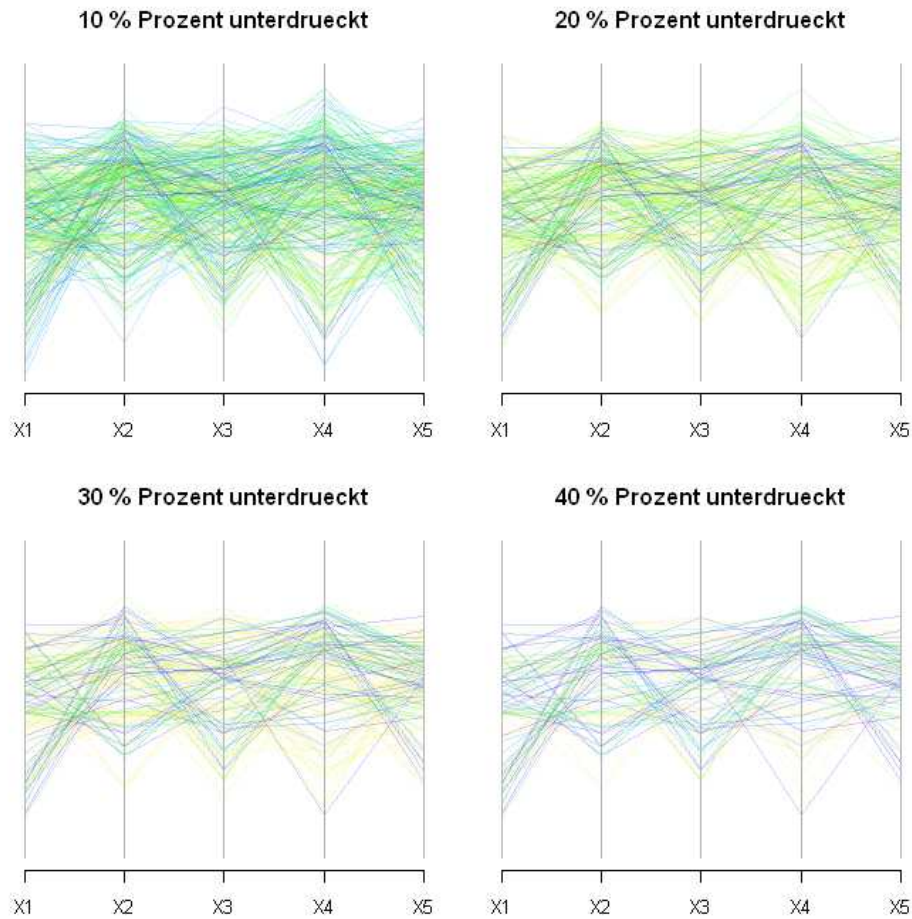 10 % Prozent unterdrueckt
20 % Prozent unterdrueckt
X1 X2 X3 X4 X5
X1 X2 X3 X4 X5
30 % Prozent unterdrueckt
40 % Prozent unterdrueckt
X1 X2 X3 X4 X5
X1 X2 X3 X4 X5